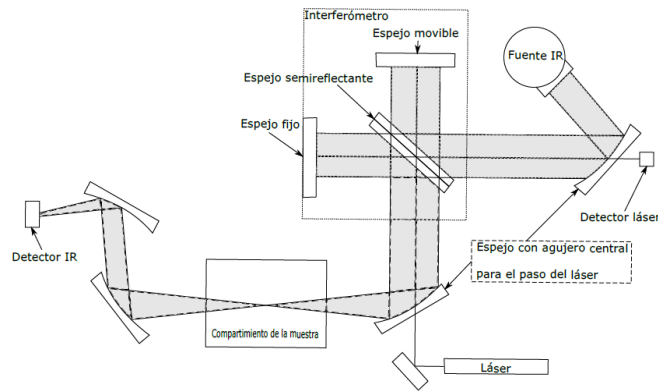 Interferómetro
Espejo movible
Fuente IR
Espejo semireflectante
Espejo fijo
Detector láser
Detector IR
Espejo con agujero central
para el paso del láser
Compartimiento de la muestra
Láser